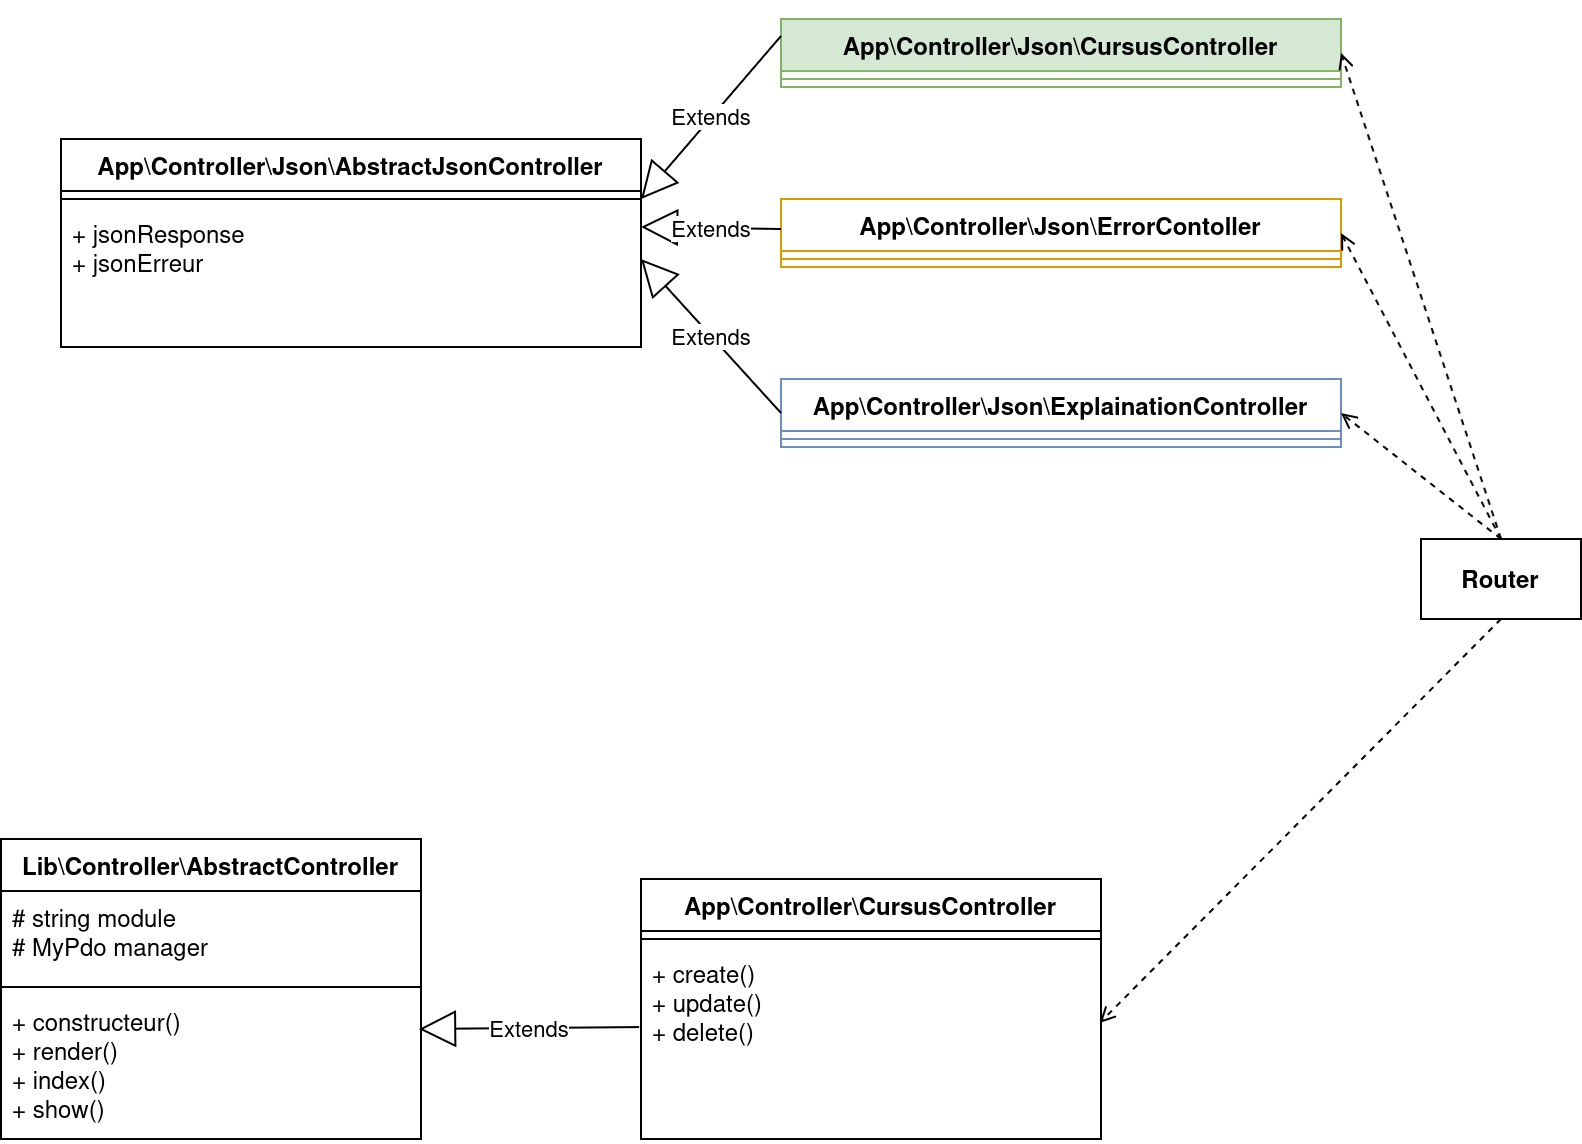 App\Controller\Json\CursusController
Extends
App\Controller\Json\AbstractJsonController
+ jsonResponse
+ jsonErreur
Extends
App\Controller\Json\ErrorContoller
Extends
App\Controller\Json\ExplainationController
Router
Lib\Controller\AbstractController
# string module
# MyPdo manager
+ constructeur()
+ render()
+ index()
+ show()
Extends
App\Controller\CursusController
+ create()
+ update()
+ delete()